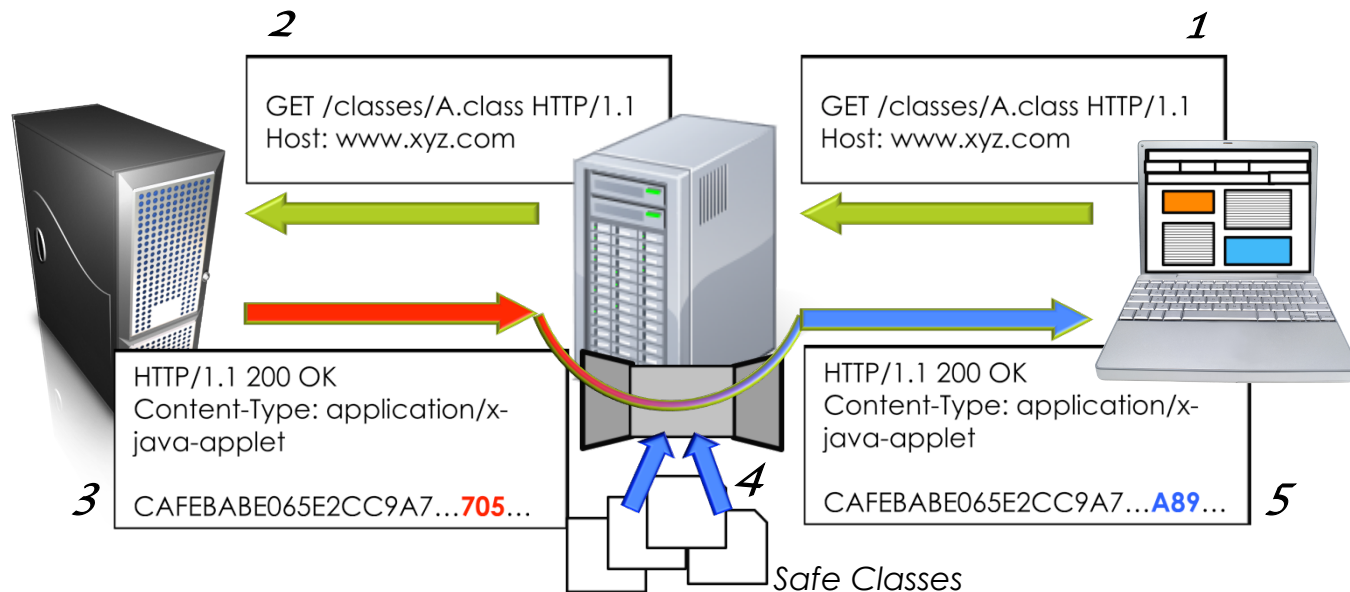 2
1
GET /classes/A.class HTTP/1.1
Host: www.xyz.com
GET /classes/A.class HTTP/1.1
Host: www.xyz.com
HTTP/1.1 200 OK
Content-Type: application/x-
java-applet
CAFEBABE065E2CC9A7...705...
3
4
HTTP/1.1 200 OK
Content-Type: application/x-
java-applet
CAFEBABE065E2CC9A7...A89...
5
Safe Classes